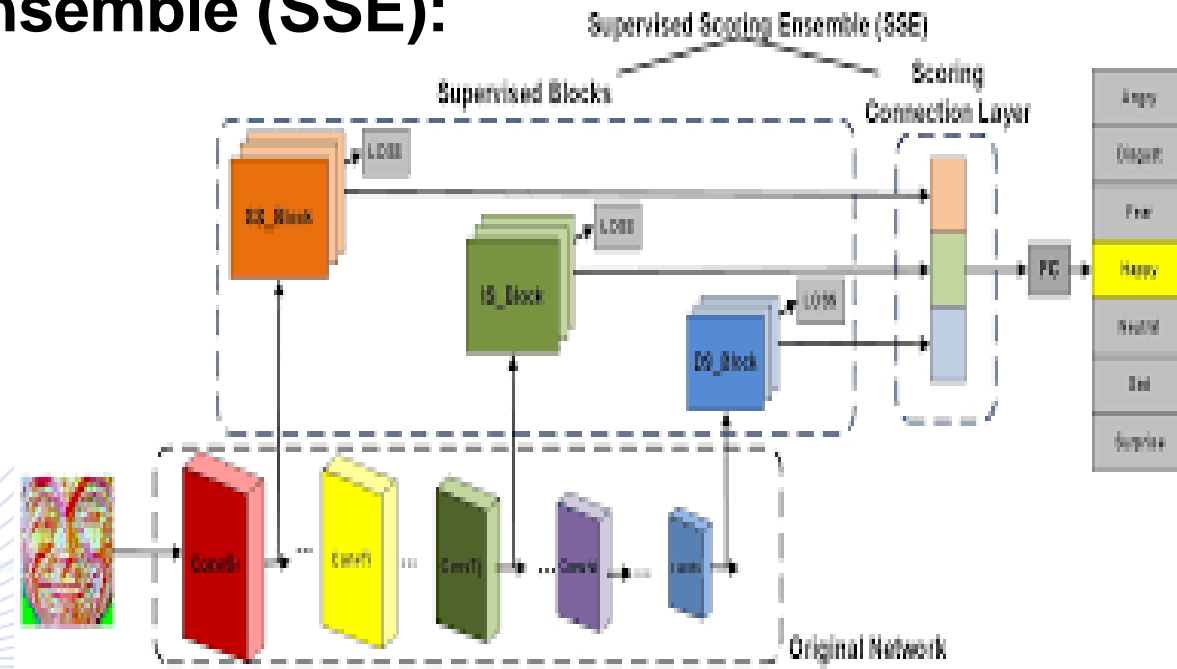 nsemble (SSE):
Supervised Scoring Ensemble (SSE)
Supervised Blocks
Scoring
Connection Layer
LOSS
SS_Block
LOSS
IS_Block
LOSS
DS_Block
FC
Angry
Disgust
Fear
Happy
Neutral
Sad
Surprise
...
...
...
...
Original Network